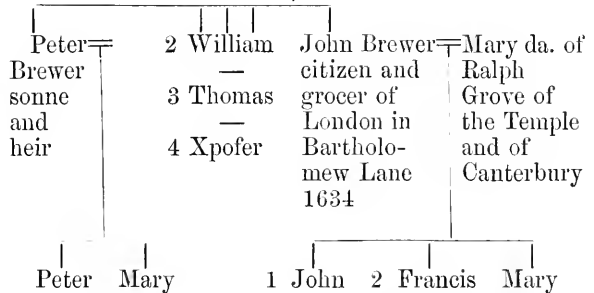 Peter
Brewer
sonne
and
heir
2 William
—
3 Thomas
—
4 Xpofer
John Brewer
citizen and
grocer of
London in
Bartholo-
mew Lane
1634
Mary da. of
Ralph
Grove of
the Temple
and of
Canterbury
Peter Mary
1 John 2 Francis Mary